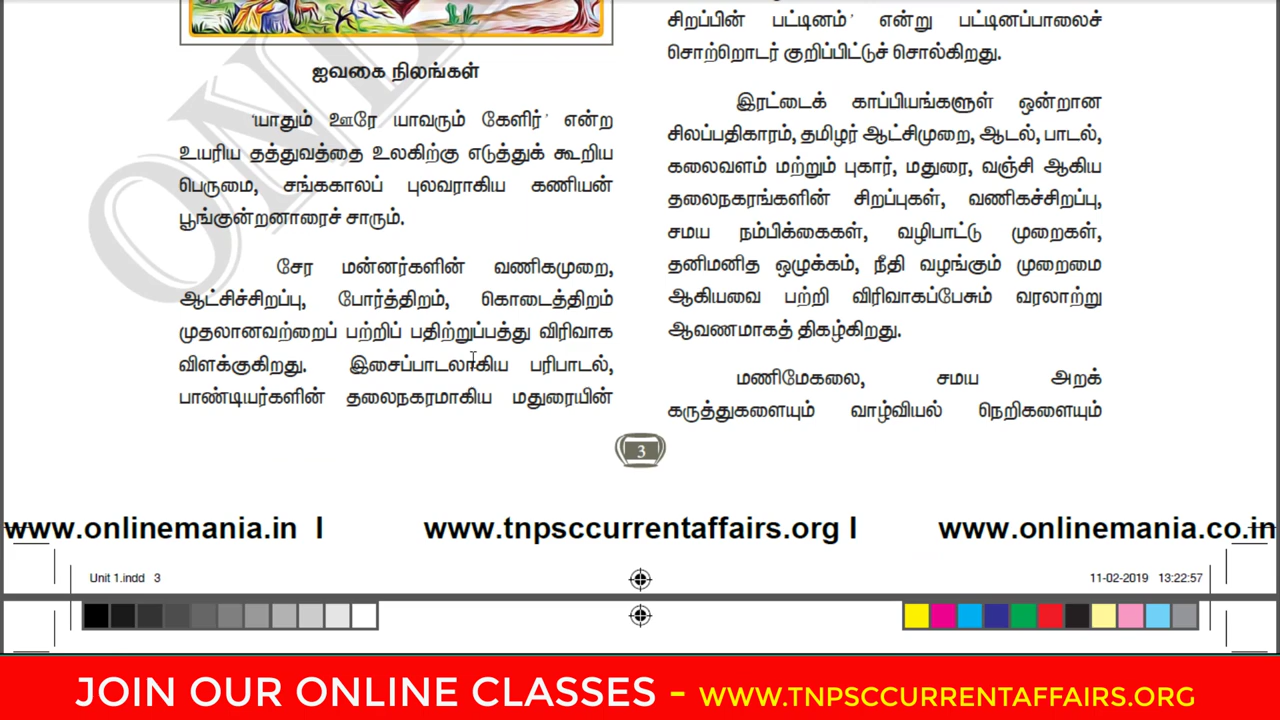 ஐவகை நிலங்கள்
'யாதும் ஊரே யாவரும் கேளிர்' என்ற
உயரிய தத்துவத்தை உலகிற்கு எடுத்துக் கூறிய
பெருமை, சங்ககாலப் புலவராகிய கணியன்
பூங்குன்றனாரைச் சாரும்.
சேர மன்னர்களின் வணிகமுறை,
ஆட்சிச்சிறப்பு, போர்த்திறம், கொடைத்திறம்
முதலானவற்றைப் பற்றிப் பதிற்றுப்பத்து விரிவாக
விளக்குகிறது. இசைப்பாடலாகிய பரிபாடல்,
பாண்டியர்களின் தலைநகரமாகிய மதுரையின்
சிறப்பின் பட்டினம்' என்று பட்டினப்பாலைச்
சொற்றொடர் குறிப்பிட்டுச் சொல்கிறது.
இரட்டைக் காப்பியங்களுள் ஒன்றான
சிலப்பதிகாரம், தமிழர் ஆட்சிமுறை, ஆடல், பாடல்,
கலைவளம் மற்றும் புகார், மதுரை, வஞ்சி ஆகிய
தலைநகரங்களின் சிறப்புகள், வணிகச்சிறப்பு,
சமய நம்பிக்கைகள், வழிபாட்டு முறைகள்,
தனிமனித ஒழுக்கம், நீதி வழங்கும் முறைமை
ஆகியவை பற்றி விரிவாகப்பேசும் வரலாற்று
ஆவணமாகத் திகழ்கிறது.
மணிமேகலை, சமய அறக்
கருத்துகளையும் வாழ்வியல் நெறிகளையும்
3
www.onlinemania.in l www.tnpsccurrentaffairs.org l www.onlinemania.co.in
Unit 1.indd 3 11-02-2019 13:22:57
JOIN OUR ONLINE CLASSES - WWW.TNPSCCURRENTAFFAIRS.ORG